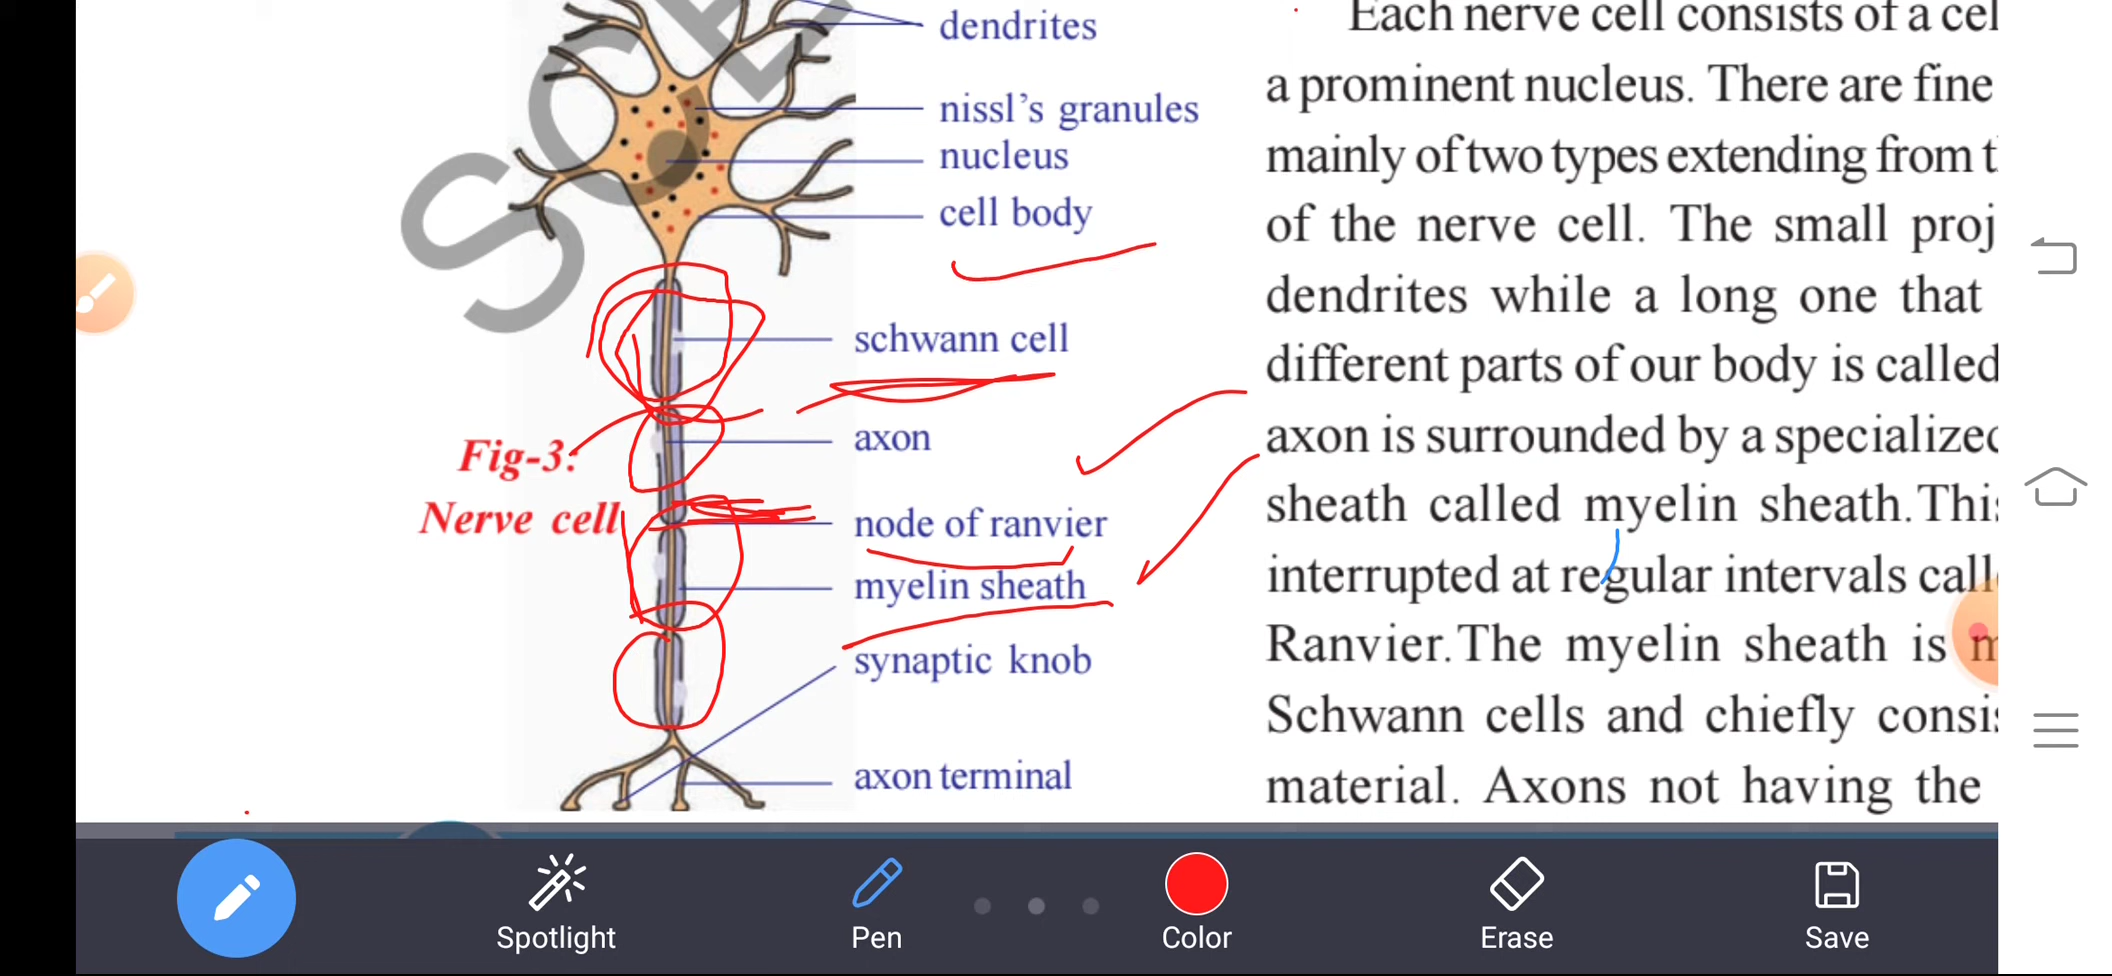 dendrites
nissl's granules
nucleus
cell body
schwann cell
axon
node of ranvier
myelin sheath
synaptic knob
axon terminal
Fig-3:
Nerve cell
SCE
Each nerve cell consists of a cel
a prominent nucleus. There are fine
mainly of two types extending from t
of the nerve cell. The small proj
dendrites while a long one that
different parts of our body is called
axon is surrounded by a specialized
sheath called myelin sheath.This
interrupted at regular intervals call
Ranvier.The myelin sheath is m
Schwann cells and chiefly consis
material. Axons not having the
Spotlight
Pen
Color
Erase
Save